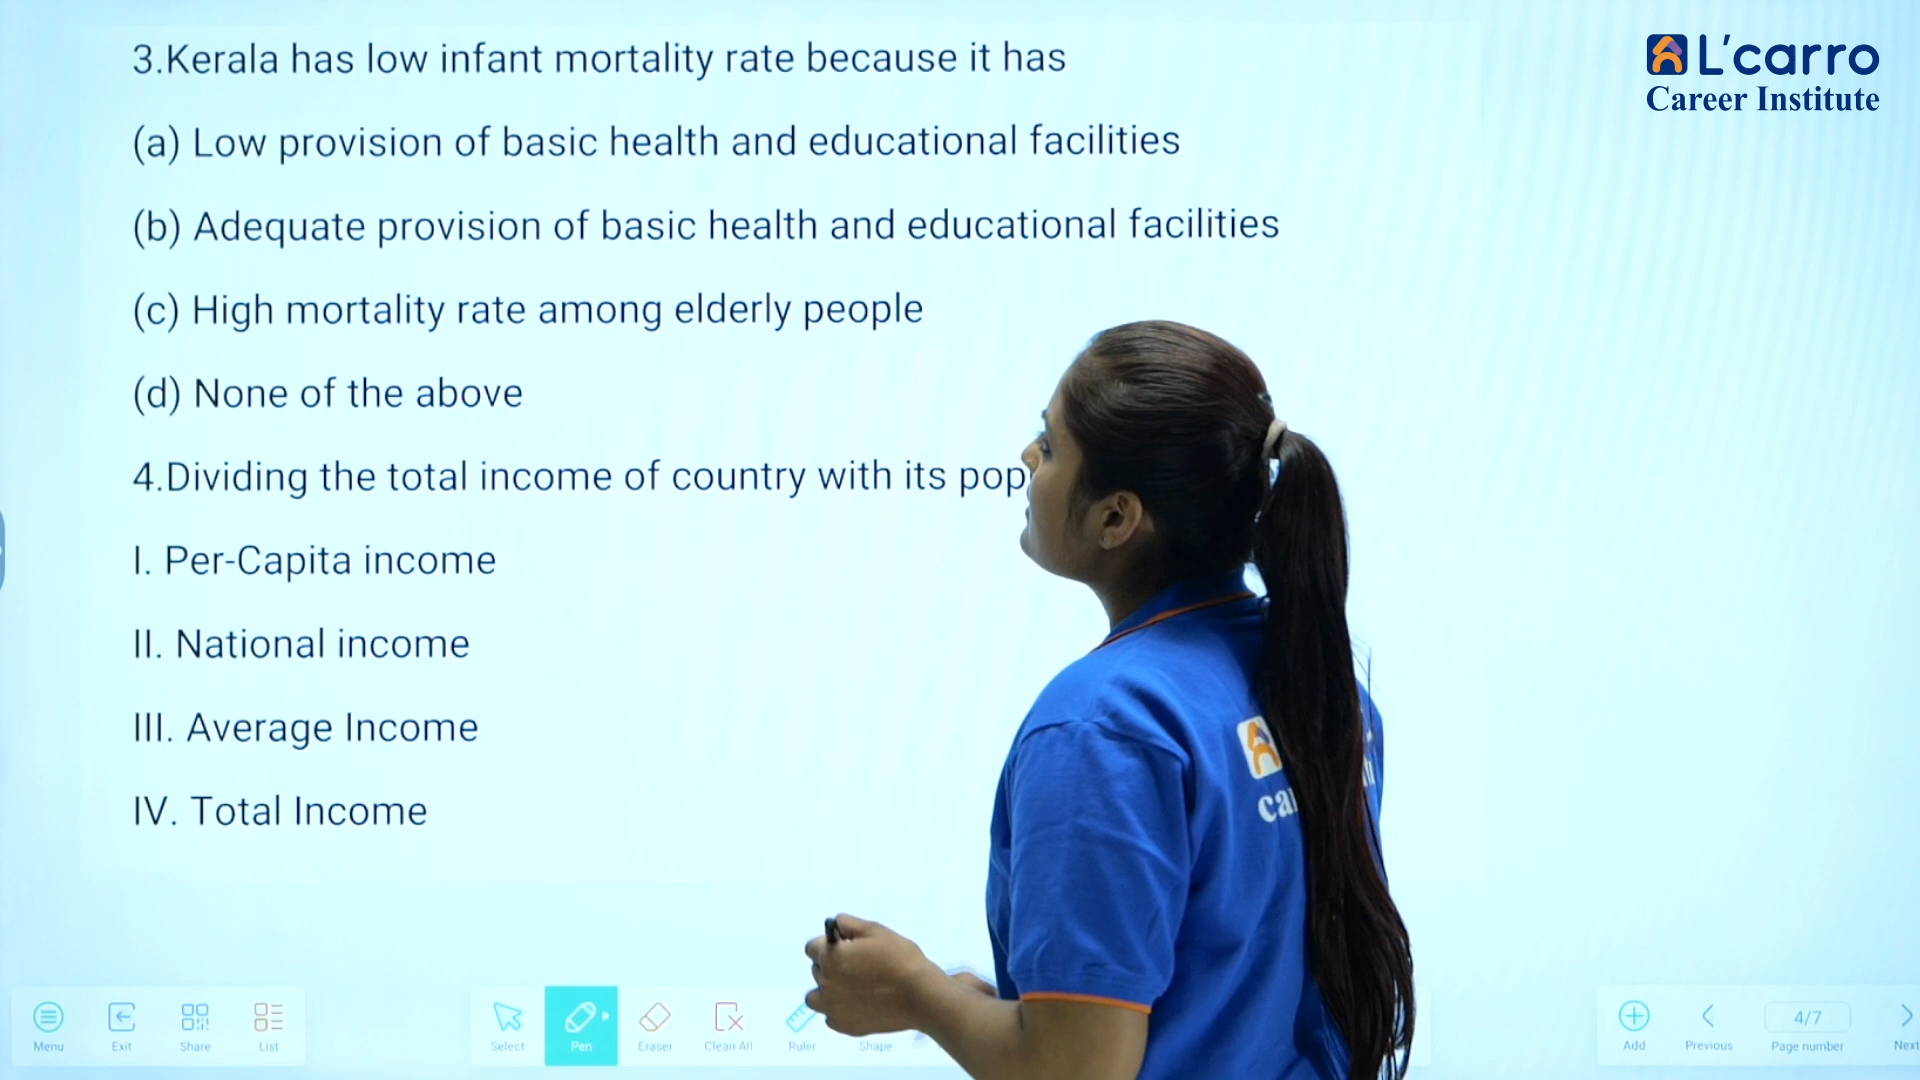 3.Kerala has low infant mortality rate because it has
(a) Low provision of basic health and educational facilities
(b) Adequate provision of basic health and educational facilities
(c) High mortality rate among elderly people
(d) None of the above
4.Dividing the total income of country with its
I. Per-Capita income
II. National income
III. Average Income
IV. Total Income
L'carro
Career Institute
Menu
Exit
Share
List
Select
Pen
Eraser
Clean All
Ruler
Shape
Add
Previous
4/7
Page number
Next